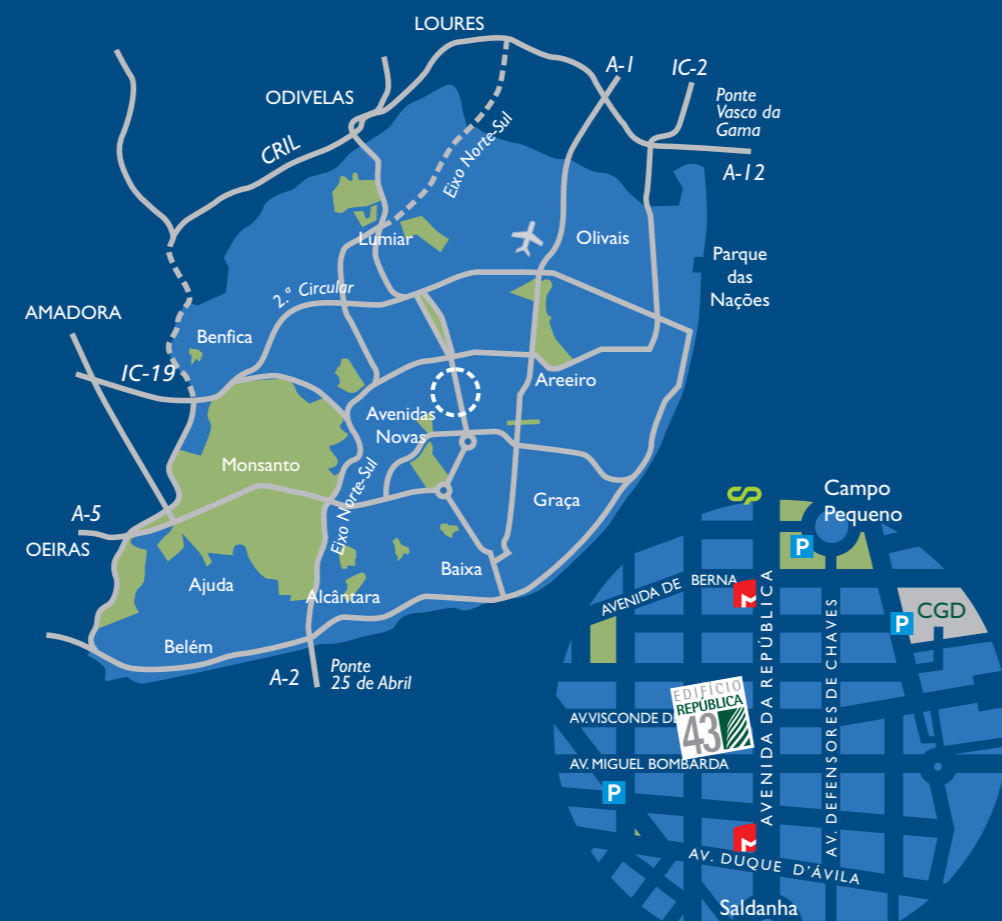 LOURES
A-1
IC-2
ODIVELAS
Ponte
Vasco da
Gama
CRIL
Eixo Norte-Sul
A-12
Lumiar
Olivais
Parque
das
Nações
2.ª Circular
AMADORA
Benfica
IC-19
Areeiro
Avenidas
Novas
Monsanto
Eixo Norte-Sul
Graça
A-5
OEIRAS
Baixa
Ajuda
Alcântara
Belém
A-2
Ponte
25 de Abril
Campo
Pequeno
P
AVENIDA DE BERNA
AVENIDA DA REPÚBLICA
AV. DEFENSORES DE CHAVES
P
CGD
EDIFÍCIO
REPÚBLICA
43
AV.VISCONDE DE
AV. MIGUEL BOMBARDA
P
AV. DUQUE D'ÁVILA
Saldanha